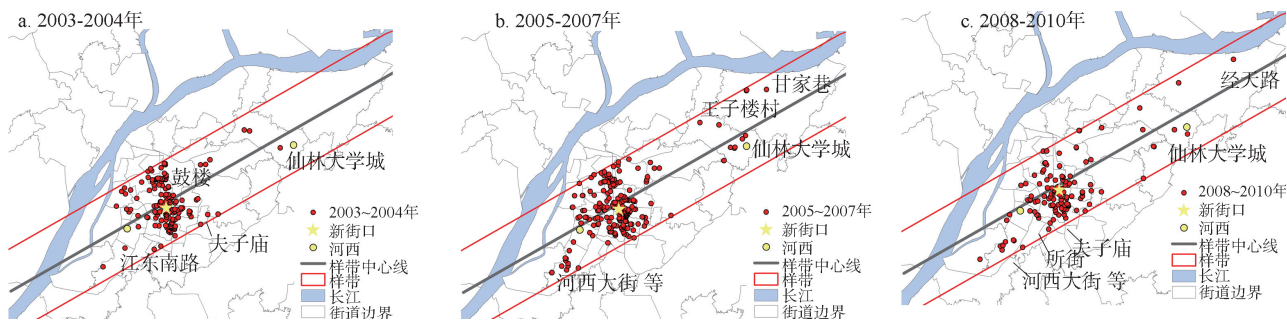 a. 2003-2004年
鼓楼
仙林大学城
夫子庙
江东南路
2003~2004年
新街口
河西
样带中心线
样带
长江
街道边界
b. 2005-2007年
甘家巷
王子楼村
仙林大学城
河西大街 等
2005~2007年
新街口
河西
样带中心线
样带
长江
街道边界
c. 2008-2010年
经天路
仙林大学城
夫子庙
所街
河西大街 等
2008~2010年
新街口
河西
样带中心线
样带
长江
街道边界